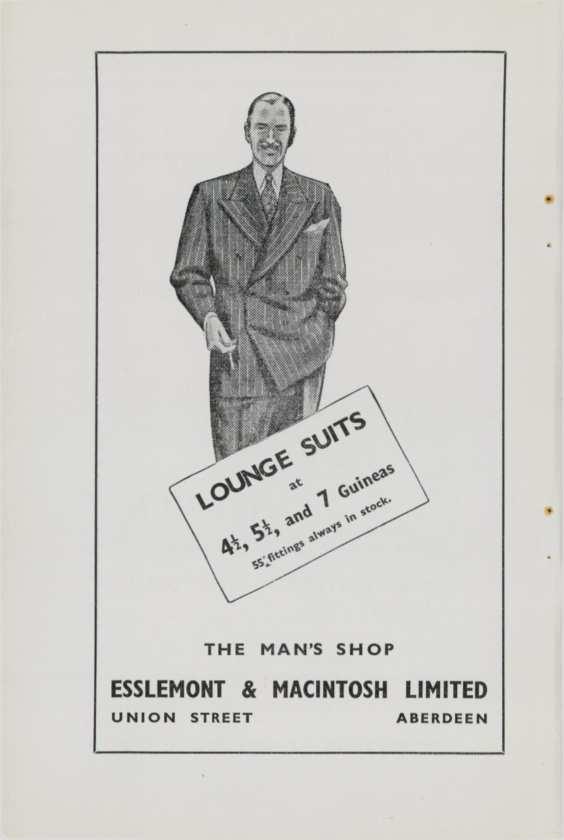 LOUNGE SUITS
at
4½, 5½, and 7 Guineas
55 fittings always in stock.
THE MAN'S SHOP
ESSLEMONT & MACINTOSH LIMITED
UNION STREET ABERDEEN